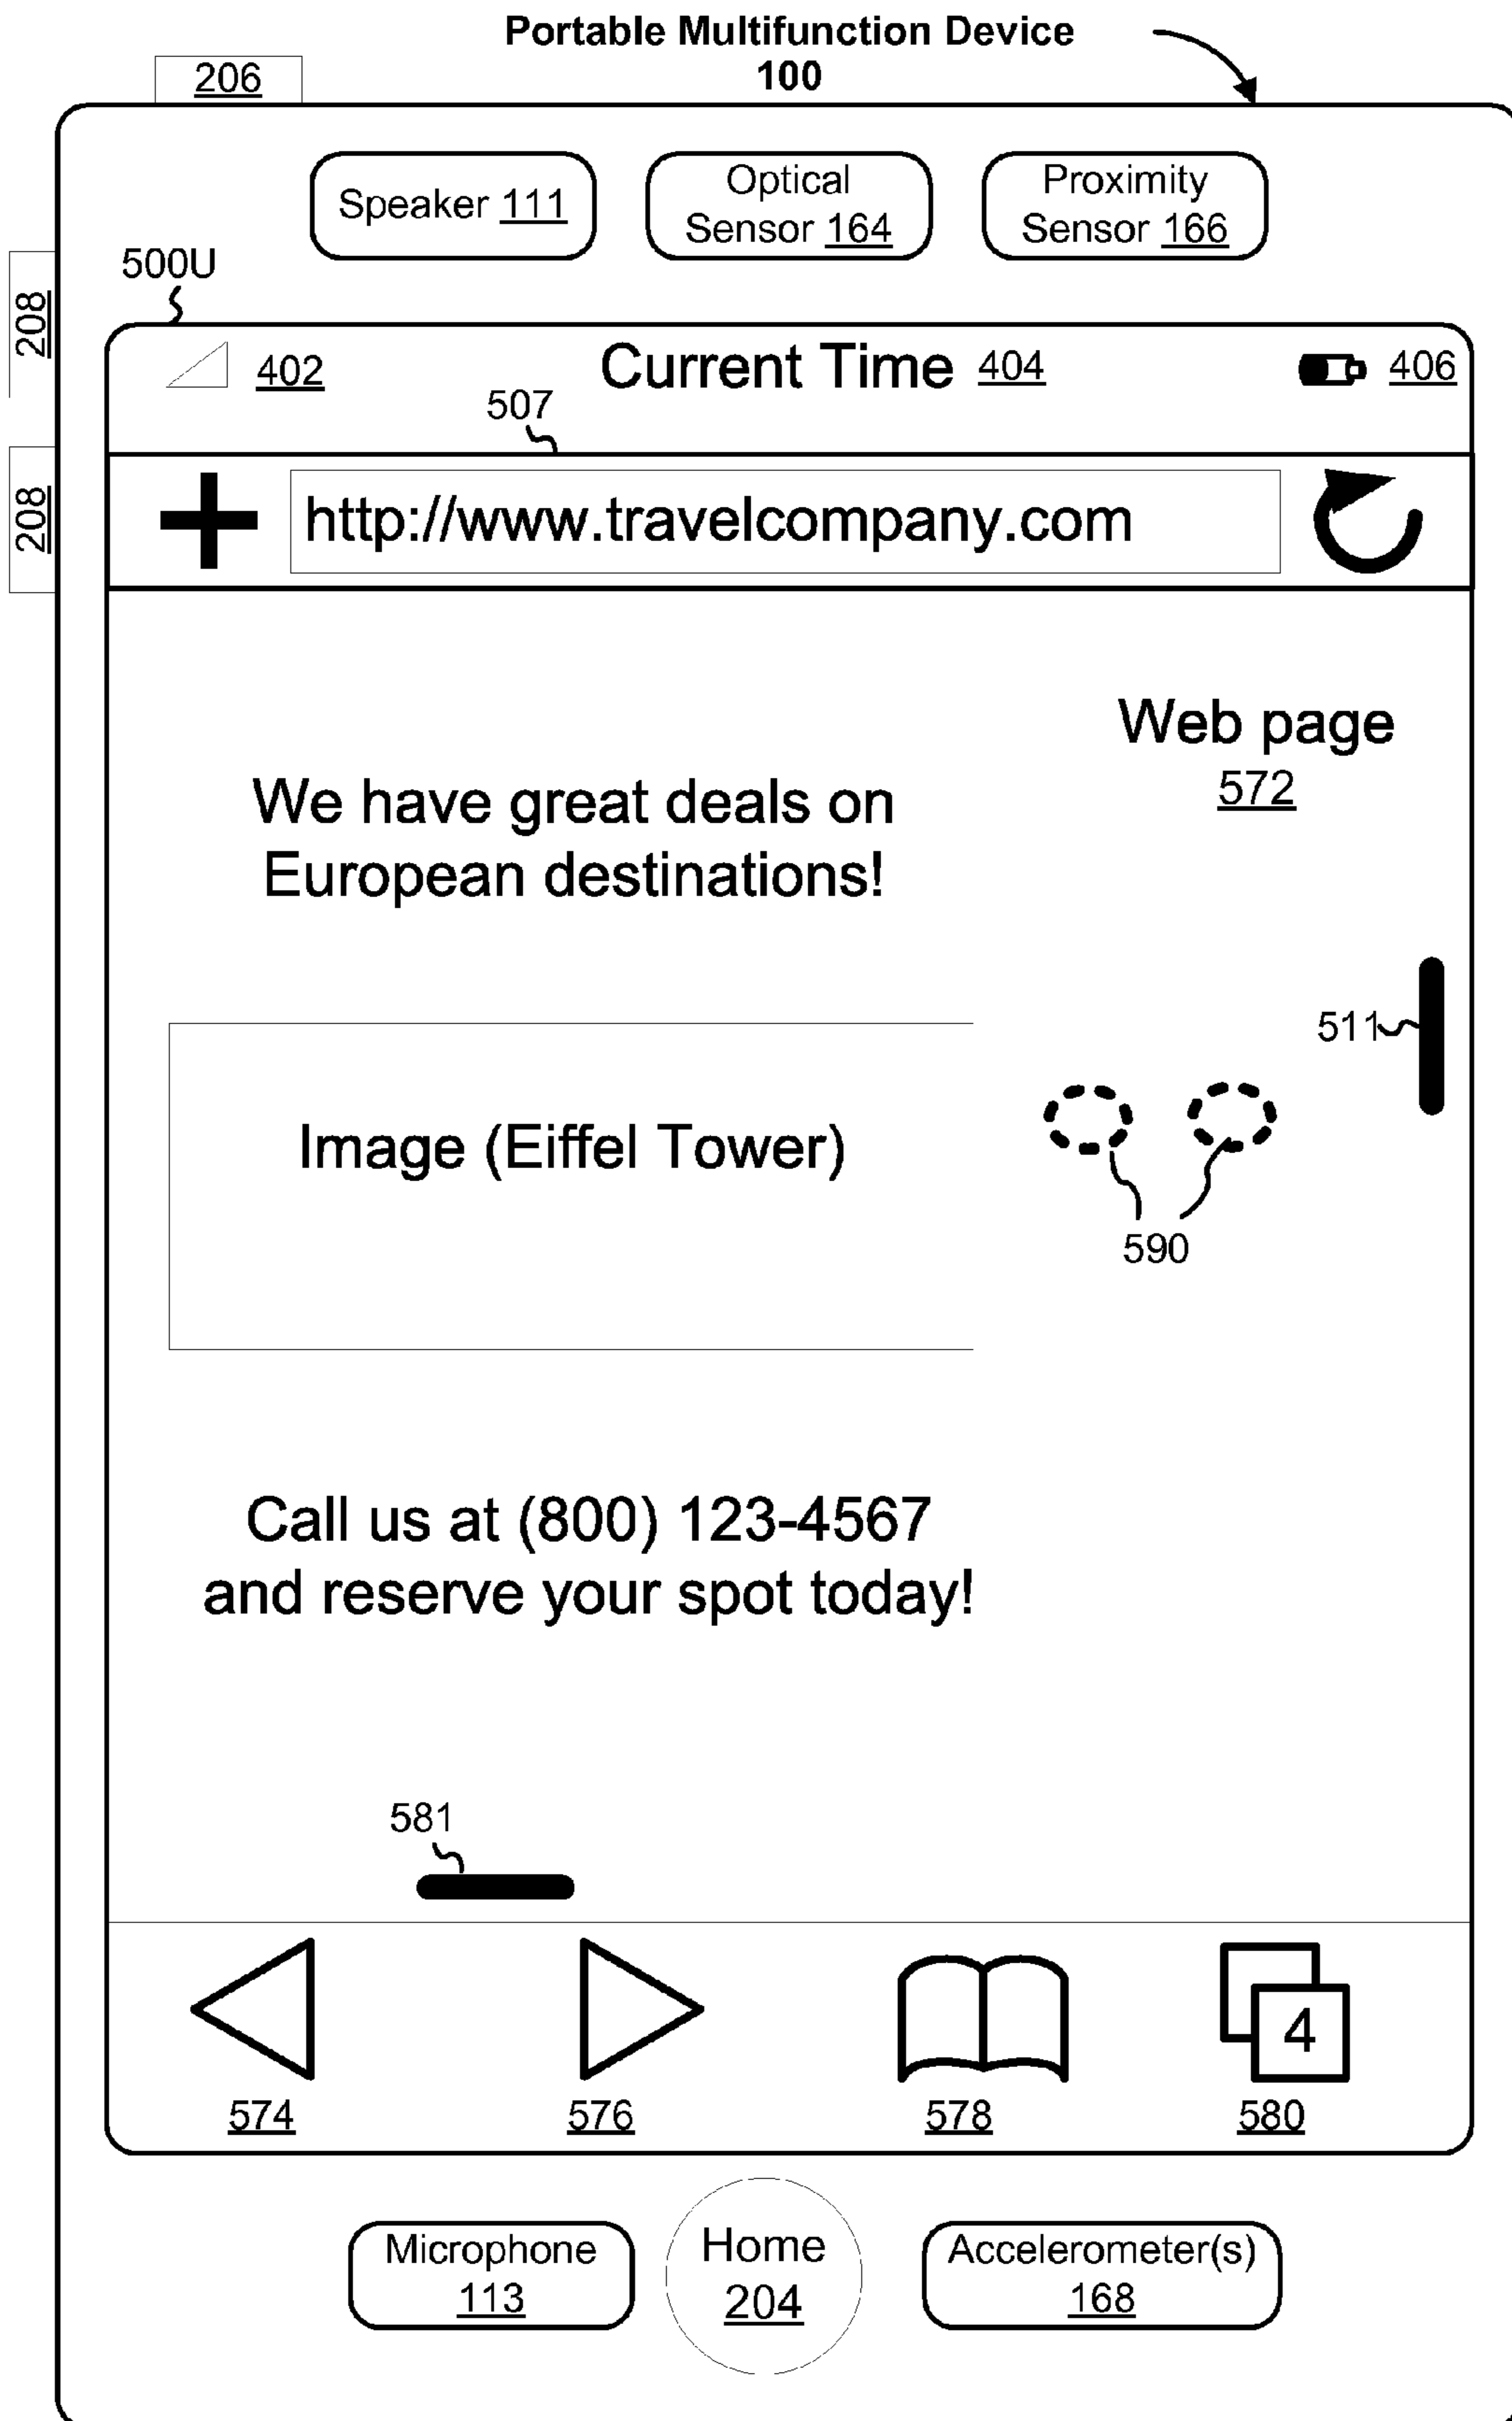 Portable Multifunction Device
100
206
Speaker 111
Optical
Sensor 164
Proximity
Sensor 166
500U
208
402
Current Time 404
406
507
208
http://www.travelcompany.com
Web page
572
We have great deals on
European destinations!
511
Image (Eiffel Tower)
590
Call us at (800) 123-4567
and reserve your spot today!
581
4
574
576
578
580
Microphone
113
Home
204
Accelerometer(s)
168